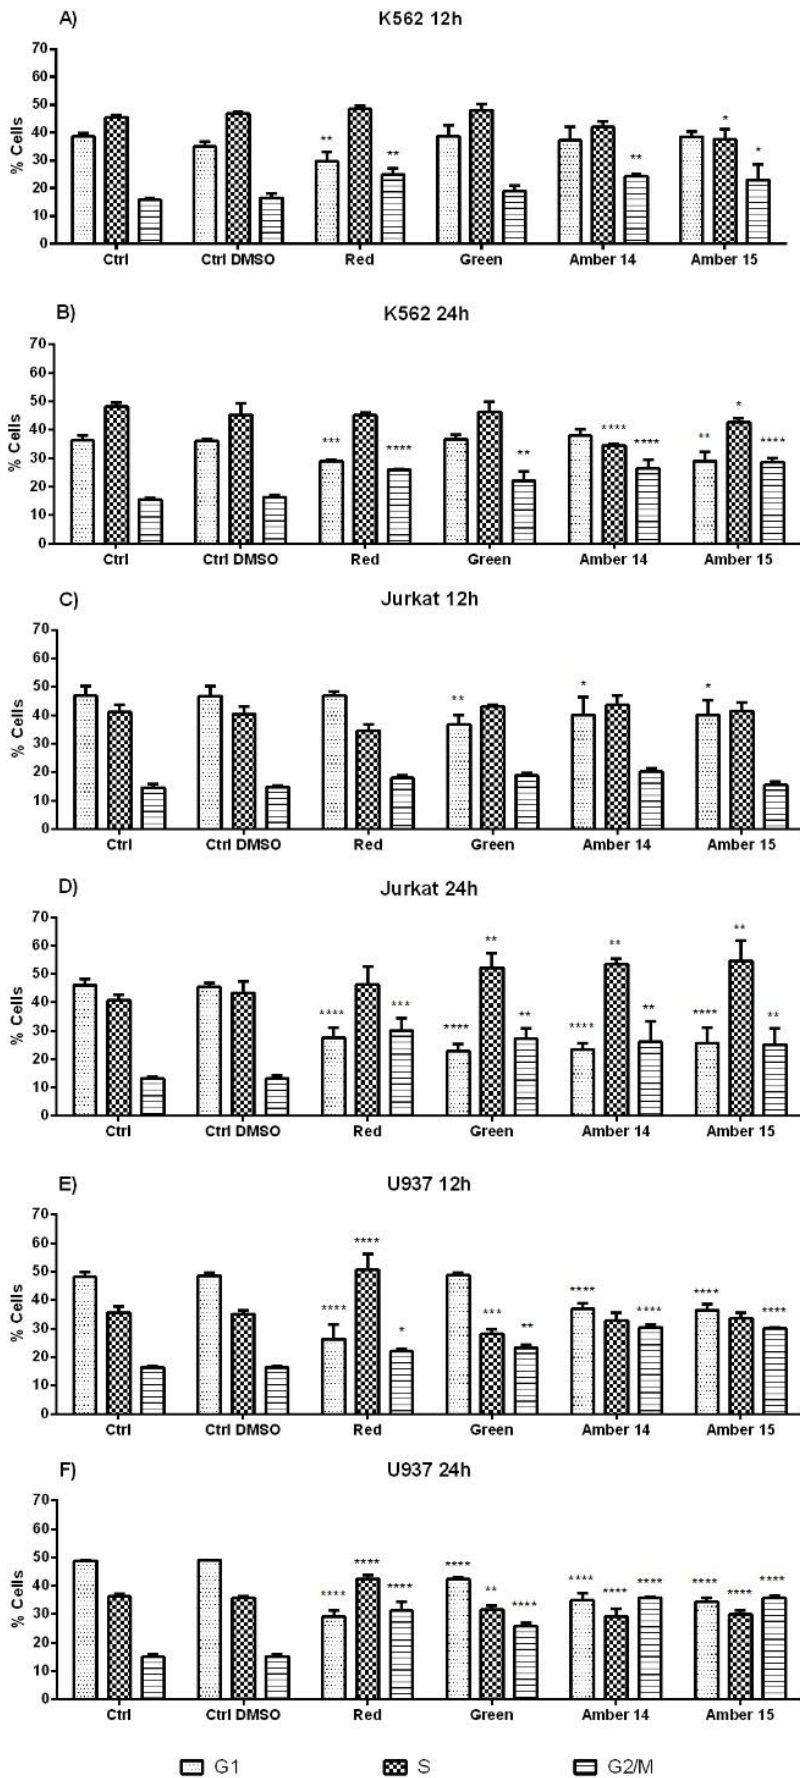 A) K562 12h
70
60
50
40
30
20
10
0
% Cells
** ** ** * *
Ctrl Ctrl DMSO Red Green Amber 14 Amber 15
B) K562 24h
70
60
50
40
30
20
10
0
% Cells
*** **** ** **** **** ** * ****
Ctrl Ctrl DMSO Red Green Amber 14 Amber 15
C) Jurkat 12h
70
60
50
40
30
20
10
0
% Cells
** * *
Ctrl Ctrl DMSO Red Green Amber 14 Amber 15
D) Jurkat 24h
70
60
50
40
30
20
10
0
% Cells
**** *** **** ** ** **** ** ** **** ** **
Ctrl Ctrl DMSO Red Green Amber 14 Amber 15
E) U937 12h
70
60
50
40
30
20
10
0
% Cells
**** **** * *** ** **** **** **** ****
Ctrl Ctrl DMSO Red Green Amber 14 Amber 15
F) U937 24h
70
60
50
40
30
20
10
0
% Cells
**** **** **** **** ** **** **** **** **** **** **** ****
Ctrl Ctrl DMSO Red Green Amber 14 Amber 15
G1 S G2/M